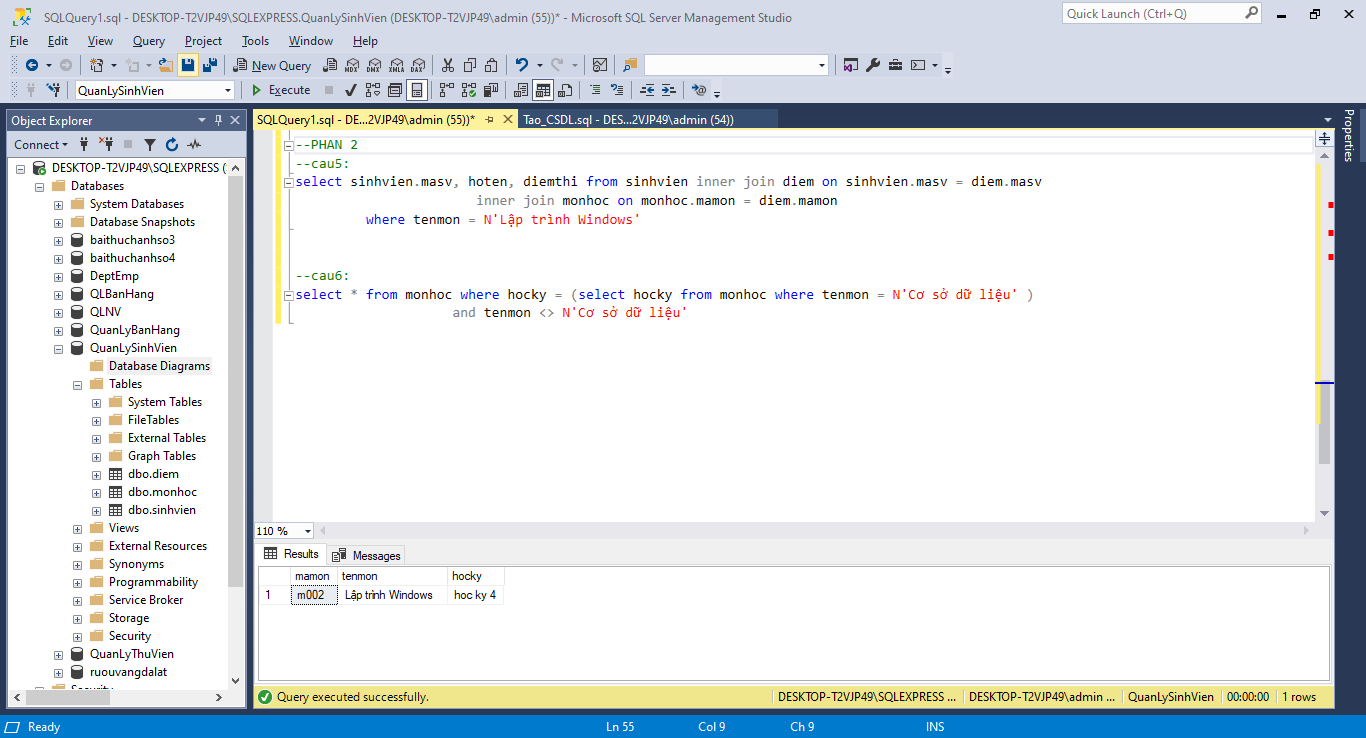 SQLQuery1.sql - DESKTOP-T2VJP49\SQLEXPRESS.QuanLySinhVien (DESKTOP-T2VJP49\admin (55))* - Microsoft SQL Server Management Studio
Quick Launch (Ctrl+Q)
File Edit View Query Project Tools Window Help
New Query MDX DMX XMLA DAX
QuanLySinhVien Execute
Object Explorer
Connect
DESKTOP-T2VJP49\SQLEXPRESS (
Databases
System Databases
Database Snapshots
baithuchanhso3
baithuchanhso4
DeptEmp
QLBanHang
QLNV
QuanLyBanHang
QuanLySinhVien
Database Diagrams
Tables
System Tables
FileTables
External Tables
Graph Tables
dbo.diem
dbo.monhoc
dbo.sinhvien
Views
External Resources
Synonyms
Programmability
Service Broker
Storage
Security
QuanLyThuVien
ruouvangdalat
Security
SQLQuery1.sql - DE...2VJP49\admin (55))* Tao_CSDL.sql - DES...2VJP49\admin (54))
--PHAN 2
--cau5:
select sinhvien.masv, hoten, diemthi from sinhvien inner join diem on sinhvien.masv = diem.masv
inner join monhoc on monhoc.mamon = diem.mamon
where tenmon = N'Lập trình Windows'
--cau6:
select * from monhoc where hocky = (select hocky from monhoc where tenmon = N'Cơ sở dữ liệu' )
and tenmon <> N'Cơ sở dữ liệu'
110 %
Results Messages
mamon tenmon hocky
1 m002 Lập trình Windows hoc ky 4
Query executed successfully. DESKTOP-T2VJP49\SQLEXPRESS ... DESKTOP-T2VJP49\admin ... QuanLySinhVien 00:00:00 1 rows
Properties
Ready Ln 55 Col 9 Ch 9 INS